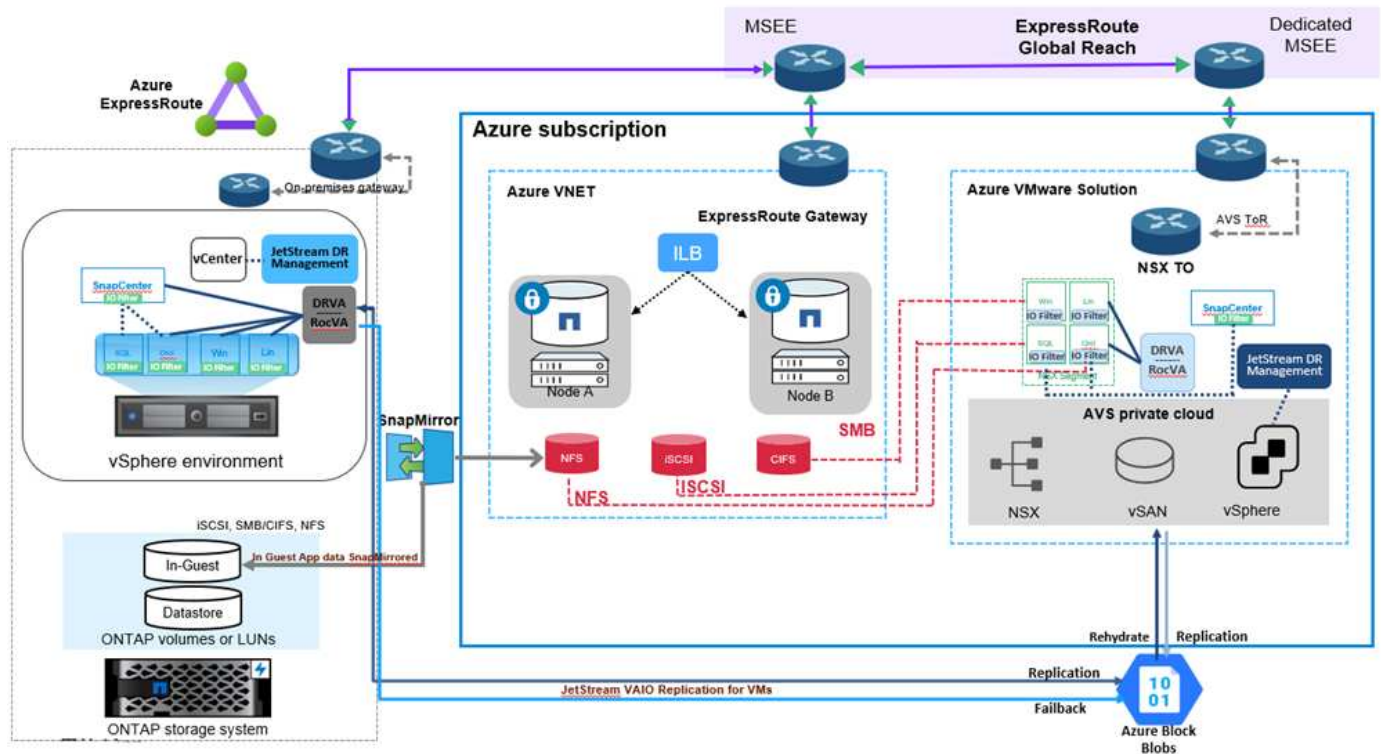 MSEE
ExpressRoute
Global Reach
Dedicated
MSEE
Azure
ExpressRoute
Azure subscription
On-premises gateway
Azure VNET
ExpressRoute Gateway
Azure VMware Solution
AVS ToR
NSX TO
vCenter
JetStream DR
Management
SnapCenter
IO Filter
DRVA
RocVA
SQL
IO Filter
IO Filter
Win
IO Filter
Lin
IO Filter
vSphere environment
ILB
Node A
Node B
Win
IO Filter
Lin
IO Filter
SQL
IO Filter
IO Filter
NSX Segment
DRVA
RocVA
SnapCenter
IO Filter
JetStream DR
Management
AVS private cloud
NSX
vSAN
vSphere
SnapMirror
NFS
iSCSI
CIFS
SMB
NFS
ISCSI
iSCSI, SMB/CIFS, NFS
In Guest App data SnapMirrored
In-Guest
Datastore
ONTAP volumes or LUNs
ONTAP storage system
JetStream VAIO Replication for VMs
Rehydrate
Replication
Replication
Failback
10
01
Azure Block
Blobs